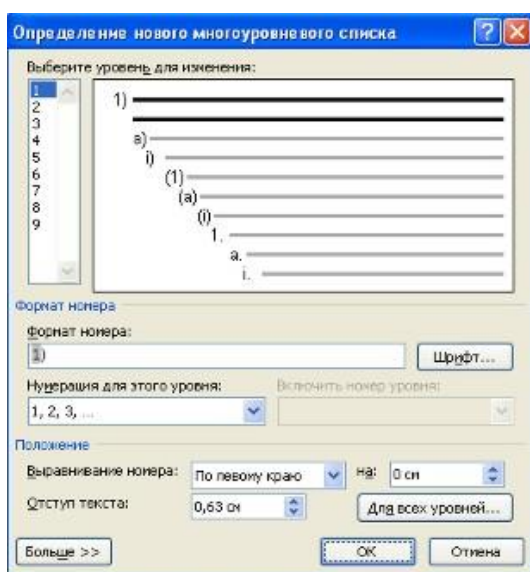 Определение нового многоуровневого списка
Выберите уровень для изменения:
1
2
3
4
5
6
7
8
9
1)
a)
i)
(1)
(a)
(i)
1.
a.
i.
Формат номера
Формат номера:
1)
Шрифт...
Нумерация для этого уровня:
Включить номер уровня:
1, 2, 3, ...
Положение
Выравнивание номера:
По левому краю
на:
0 см
Отступ текста:
0,63 см
Для всех уровней...
Больше >>
ОК
Отмена